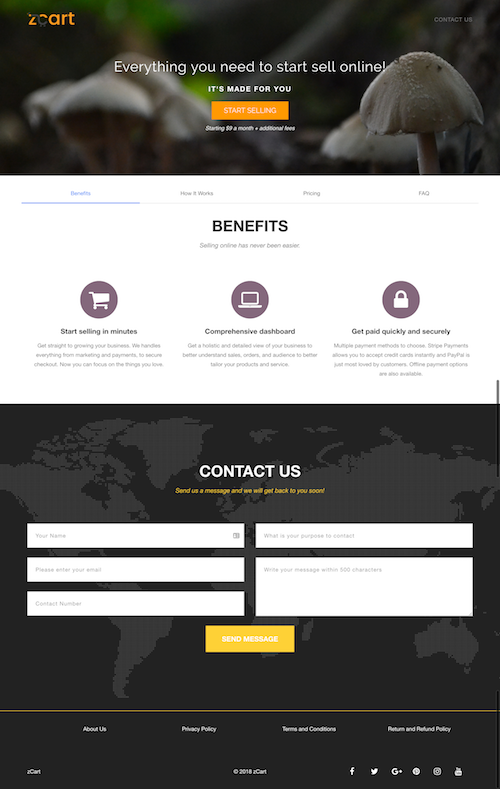 zcart
CONTACT US
Everything you need to start sell online!
IT'S MADE FOR YOU
START SELLING
Starting $9 a month + additional fees
Benefits
How It Works
Pricing
FAQ
BENEFITS
Selling online has never been easier.
Start selling in minutes
Get straight to growing your business. We handles
everything from marketing and payments, to secure
checkout. Now you can focus on the things you love.
Comprehensive dashboard
Get a holistic and detailed view of your business to
better understand sales, orders, and audience to better
tailor your products and service.
Get paid quickly and securely
Multiple payment methods to choose. Stripe Payments
allows you to accept credit cards instantly and PayPal is
just most loved by customers. Offline payment options
are also available.
CONTACT US
Send us a message and we will get back to you soon!
Your Name
What is your purpose to contact
Please enter your email
Write your message within 500 characters
Contact Number
SEND MESSAGE
About Us
Privacy Policy
Terms and Conditions
Return and Refund Policy
zCart
© 2018 zCart